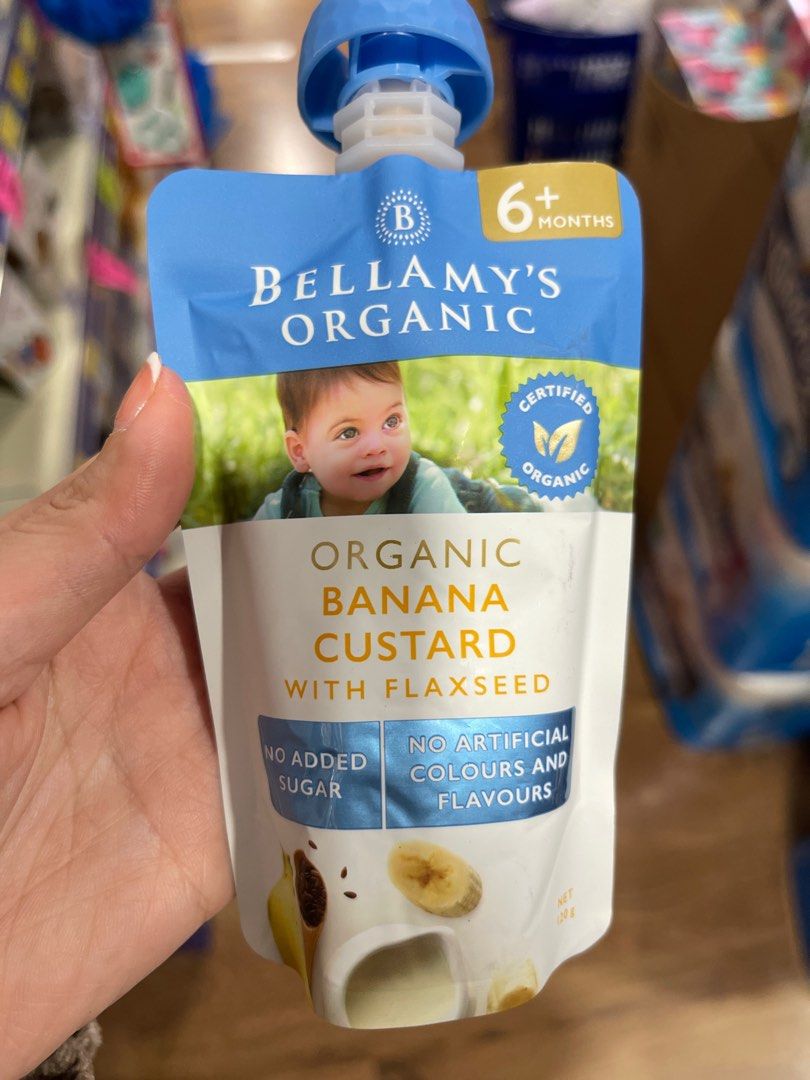 6+
MONTHS
B
BELLAMY'S
ORGANIC
CERTIFIED
ORGANIC
ORGANIC
BANANA
CUSTARD
WITH FLAXSEED
NO ADDED
SUGAR
NO ARTIFICIAL
COLOURS AND
FLAVOURS
NET
120g